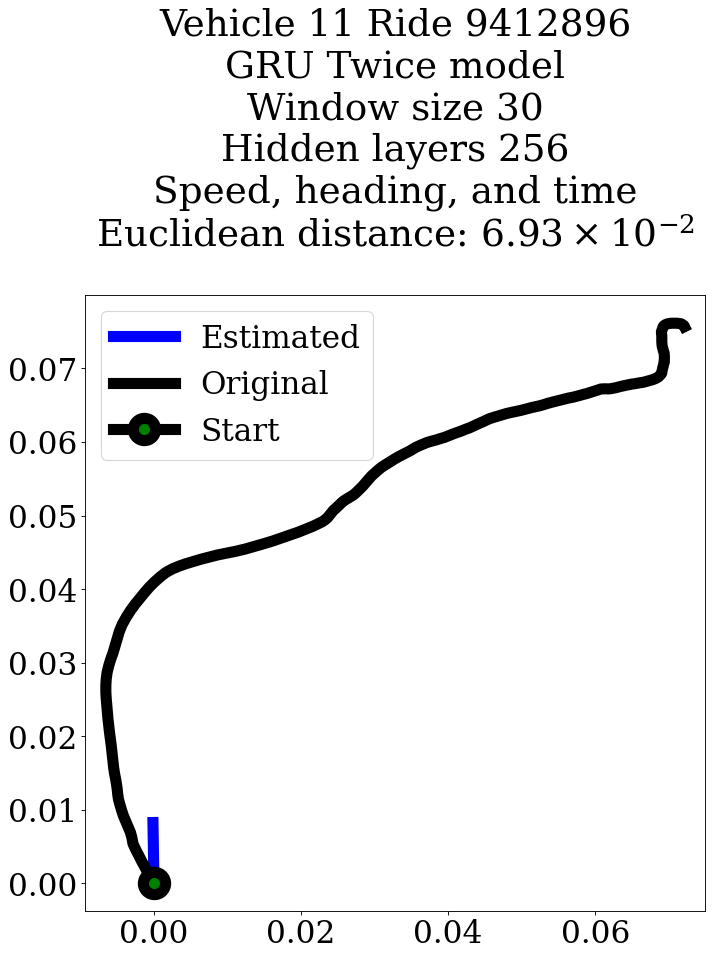 Vehicle 11 Ride 9412896
GRU Twice model
Window size 30
Hidden layers 256
Speed, heading, and time
Euclidean distance: 6.93 × 10⁻²
Estimated
Original
Start
0.07
0.06
0.05
0.04
0.03
0.02
0.01
0.00
0.00 0.02 0.04 0.06